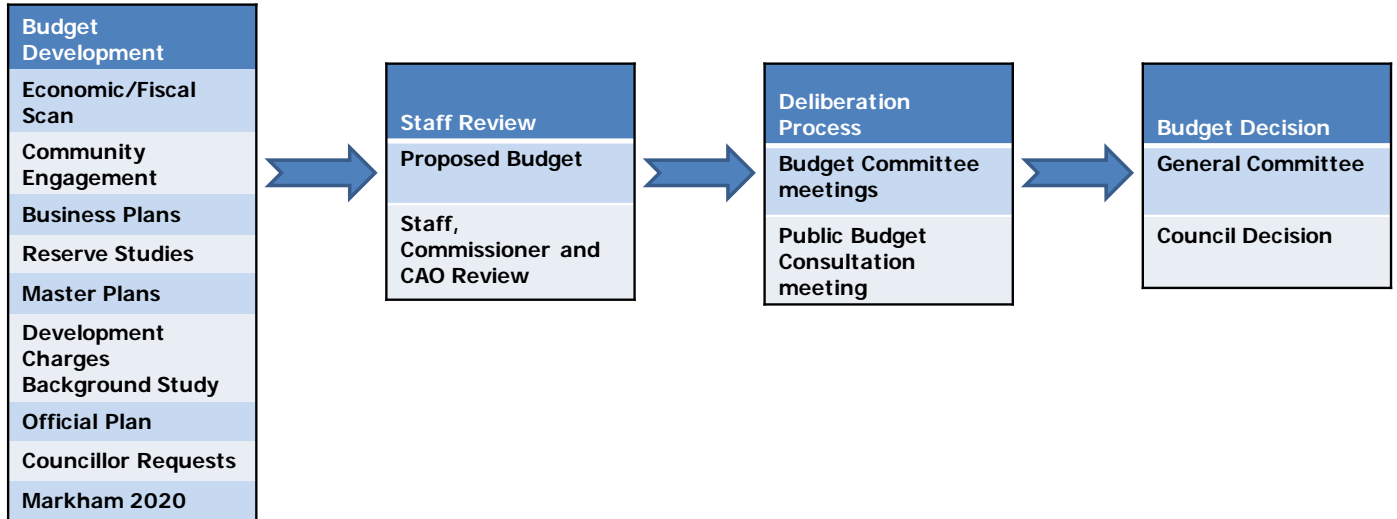 Budget
Development
Economic/Fiscal
Scan
Community
Engagement
Business Plans
Reserve Studies
Master Plans
Development
Charges
Background Study
Official Plan
Councillor Requests
Markham 2020
Staff Review
Proposed Budget
Staff,
Commissioner and
CAO Review
Deliberation
Process
Budget Committee
meetings
Public Budget
Consultation
meeting
Budget Decision
General Committee
Council Decision